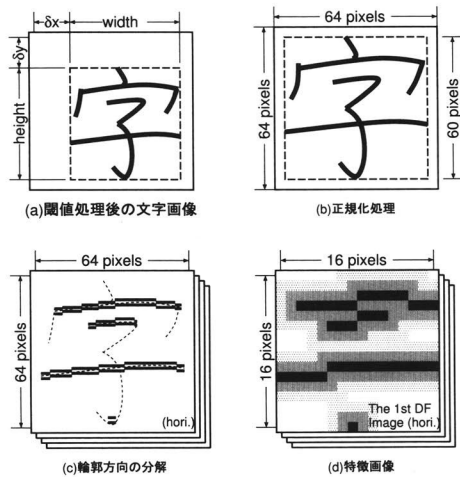 δx
width
δy
height
字
(a)閾値処理後の文字画像
64 pixels
64 pixels
60 pixels
字
(b)正規化処理
64 pixels
64 pixels
(hori.)
(c)輪郭方向の分解
16 pixels
16 pixels
The 1st DF
Image (hori.)
(d)特徴画像